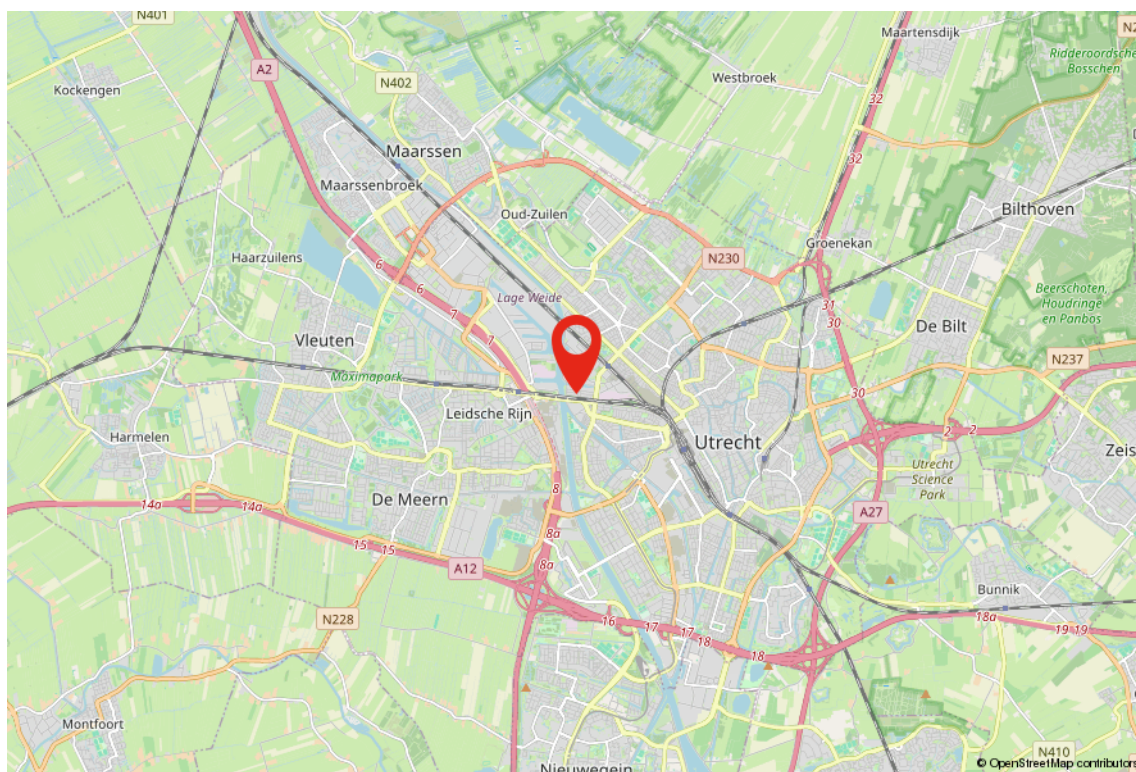 N401
Maartensdijk
A2
Ridderoordsche
Bosschen
Kockengen
N402
Westbroek
32
Maarssen
32
Maarssenbroek
Bilthoven
Oud-Zuilen
Groenekan
Haarzuilens
N230
6
6
Beerschoten,
Houdringe
en Panbos
Lage Weide
31
30
7
De Bilt
Vleuten
7
N237
Máximapark
30
Leidsche Rijn
Harmelen
Utrecht
2
2
Zeis
Utrecht
Science
Park
8
De Meern
14a
14a
A27
8a
15
15
A12
8a
Bunnik
N228
16
17
17
18
18
18a
19
19
Montfoort
Nieuwegein
N410
© OpenStreetMap contributors